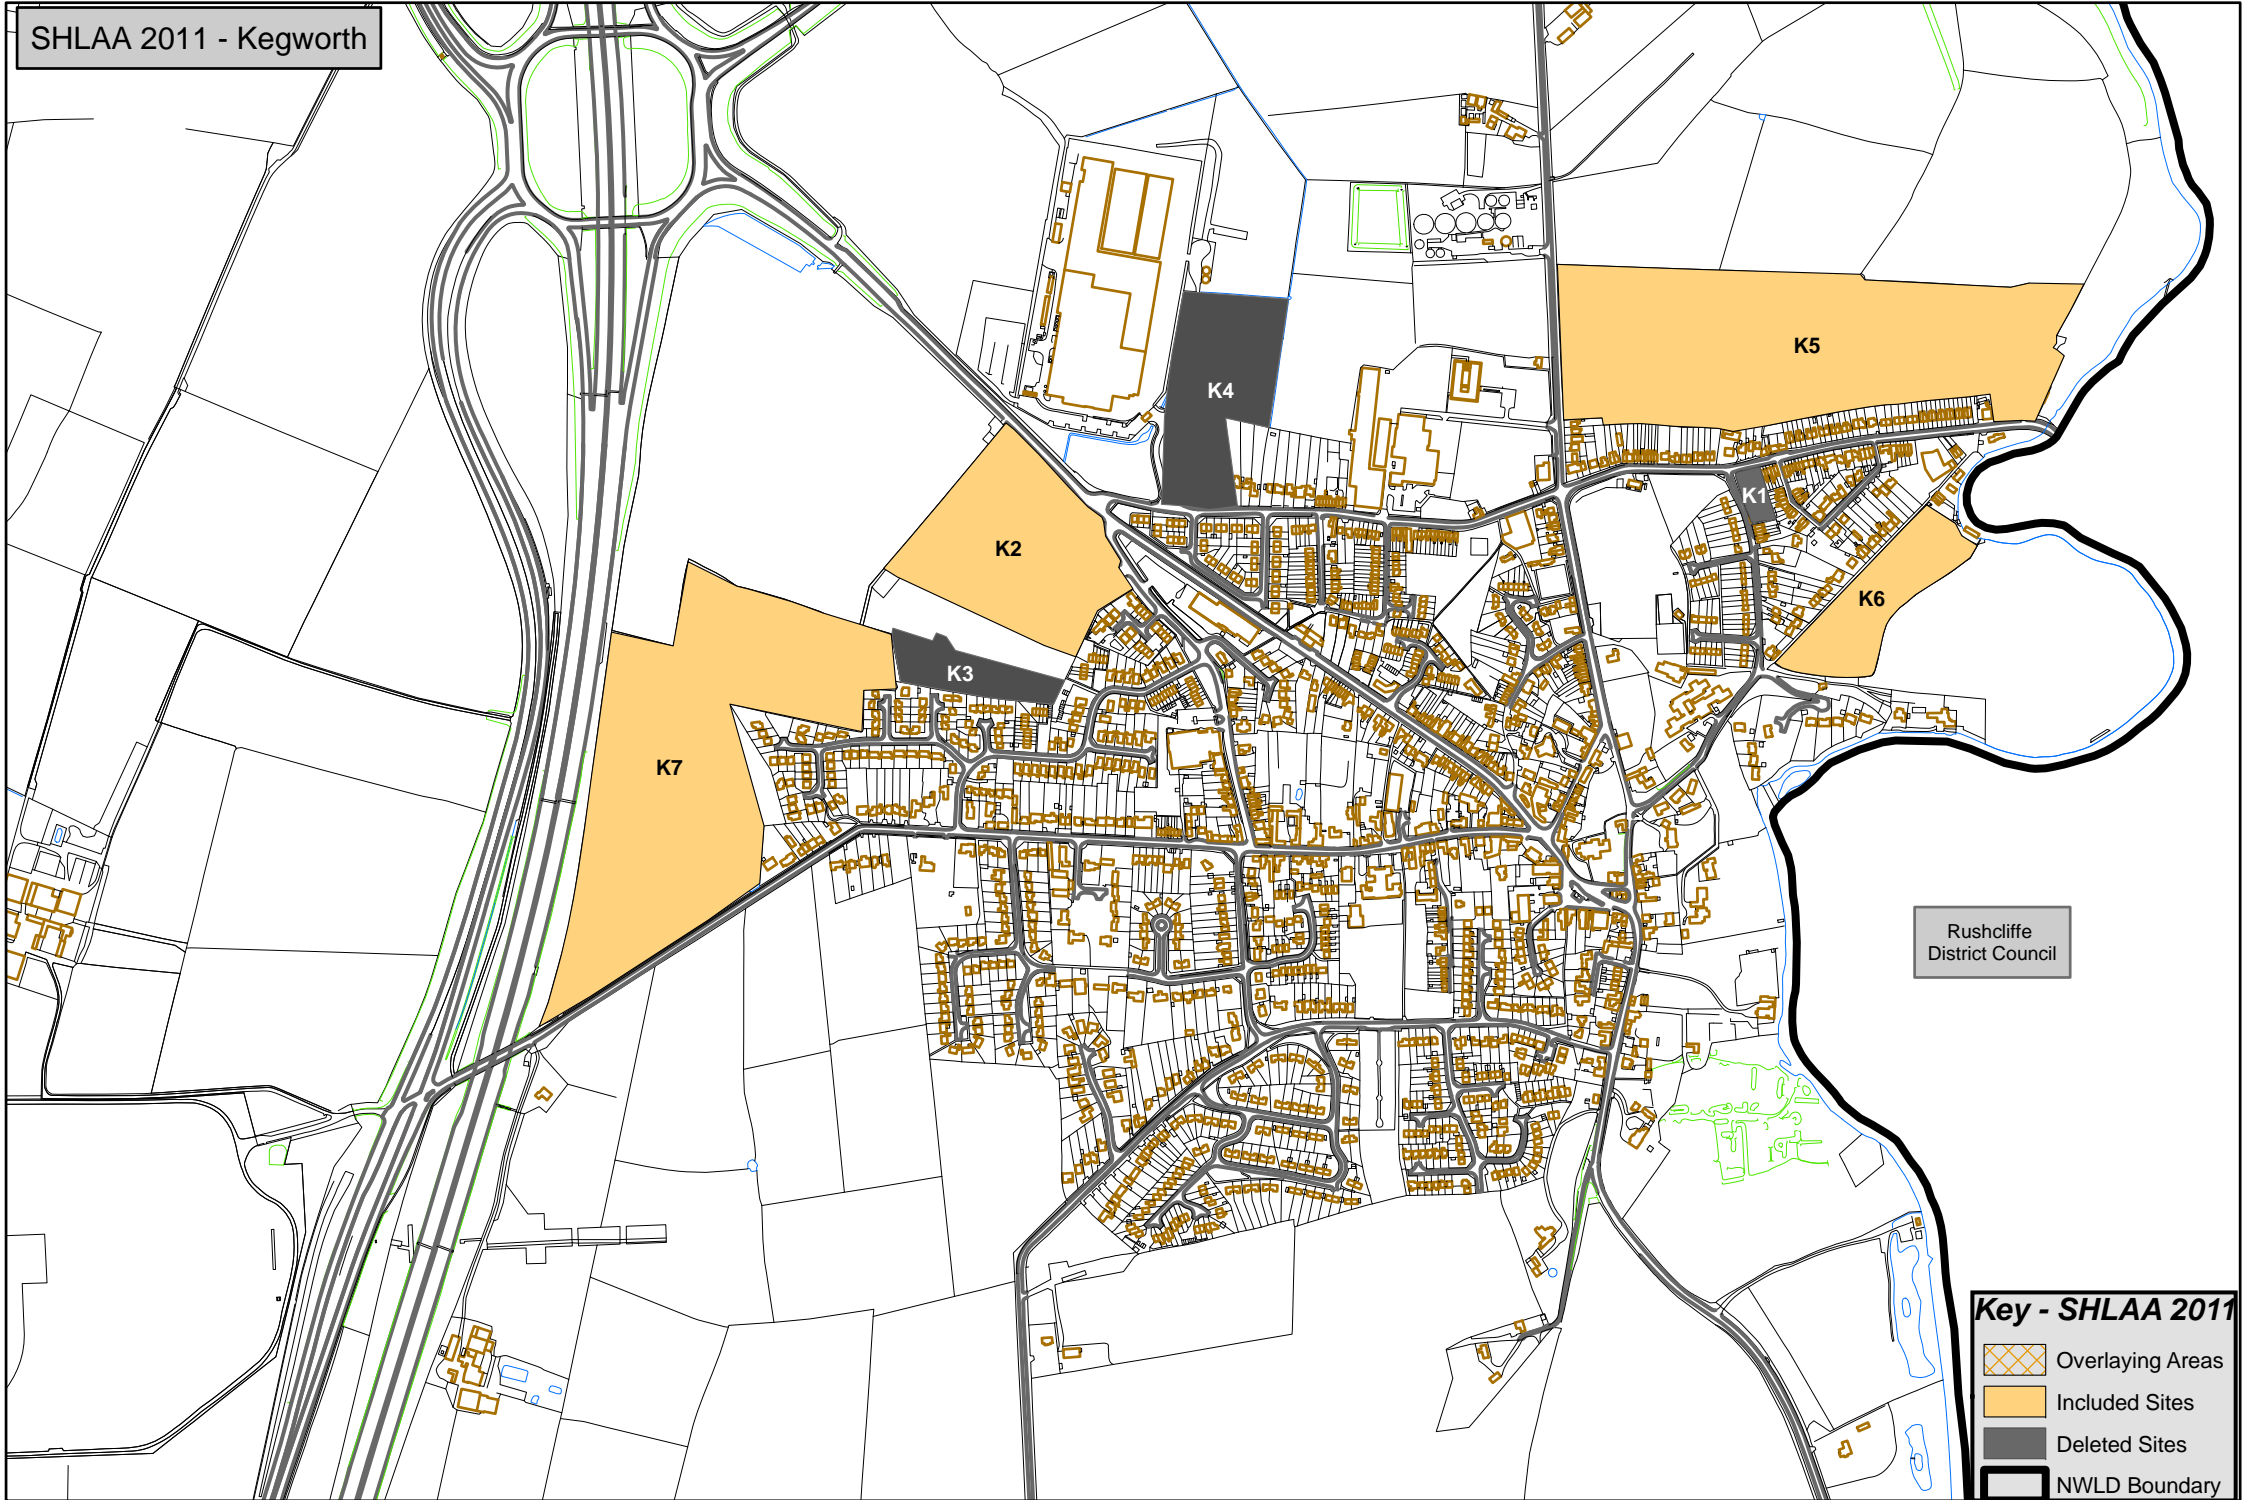 SHLAA 2011 - Kegworth
K5
K4
K1
K2
K6
K3
K7
Rushcliffe
District Council
Key - SHLAA 2011
Overlaying Areas
Included Sites
Deleted Sites
NWLD Boundary